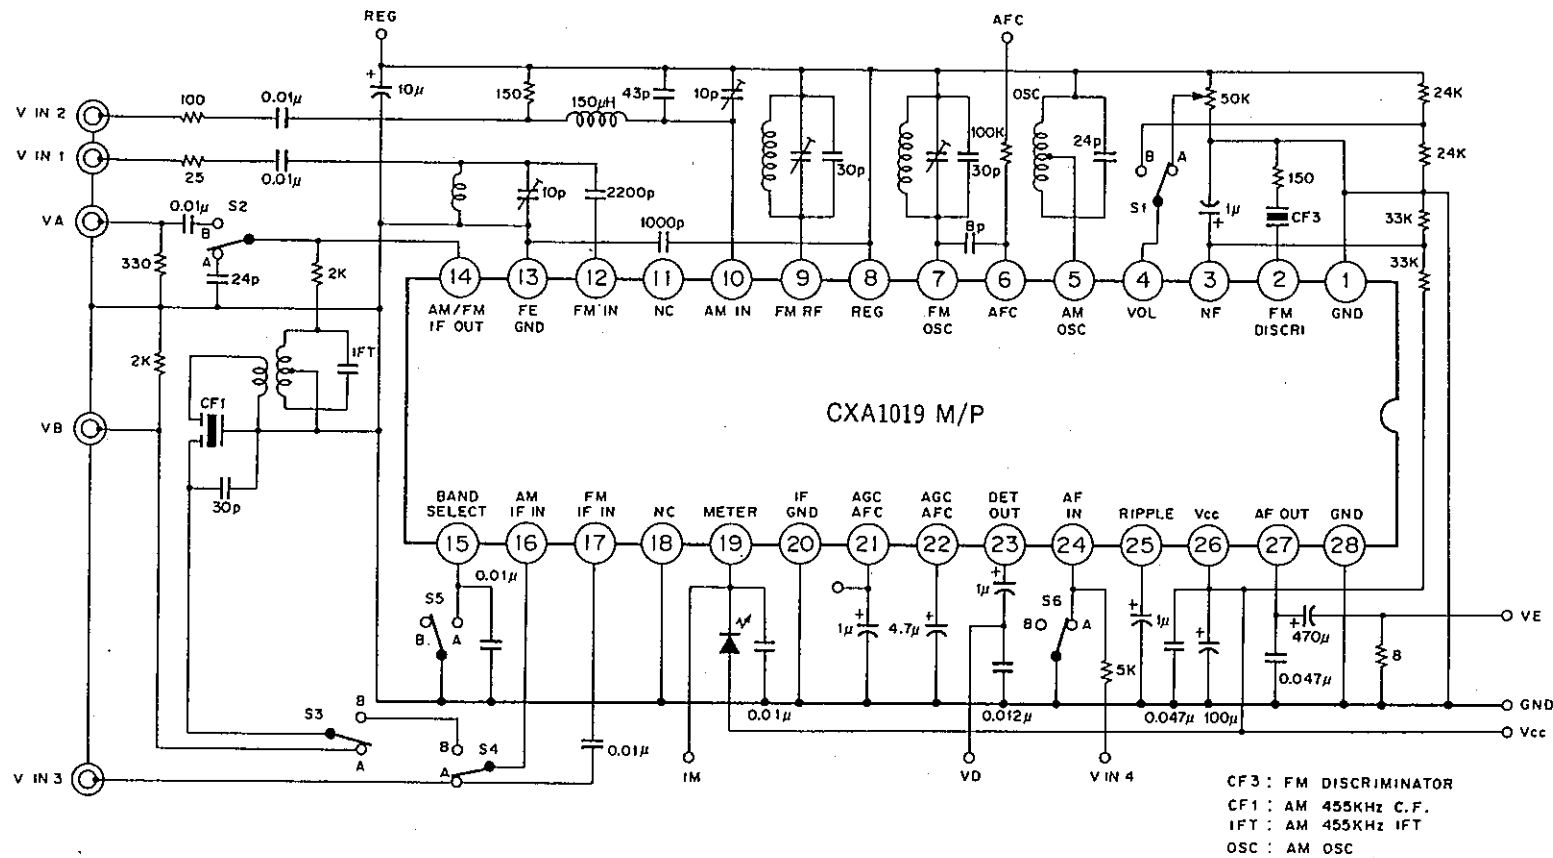 REG
AFC
10μ
150
150μH
43p
10p
OSC
50K
24K
V IN 2
100
0.01μ
V IN 1
25
0.01μ
10p
2200p
30p
100K
30p
24p
B
A
24K
150
VA
0.01μ
S2
B
A
330
24p
2K
1000p
8p
S1
1μ
CF3
33K
33K
14
13
12
11
10
9
8
7
6
5
4
3
2
1
AM/FM
IF OUT
FE
GND
FM IN
NC
AM IN
FM RF
REG
FM
OSC
AFC
AM
OSC
VOL
NF
FM
DISCRI
GND
2K
IFT
CF1
VB
30p
CXA1019 M/P
BAND
SELECT
AM
IF IN
FM
IF IN
NC
METER
IF
GND
AGC
AFC
AGC
AFC
DET
OUT
AF
IN
RIPPLE
Vcc
AF OUT
GND
15
16
17
18
19
20
21
22
23
24
25
26
27
28
0.01μ
S5
B.
A
1μ
4.7μ
1μ
S6
B
A
5K
1μ
470μ
8
VE
0.047μ
0.01μ
0.012μ
0.047μ
100μ
GND
Vcc
S3
B
A
B
A
S4
0.01μ
V IN 3
IM
VD
V IN 4
CF3 : FM DISCRIMINATOR
CF1 : AM 455KHz C.F.
IFT : AM 455KHz IFT
OSC : AM OSC